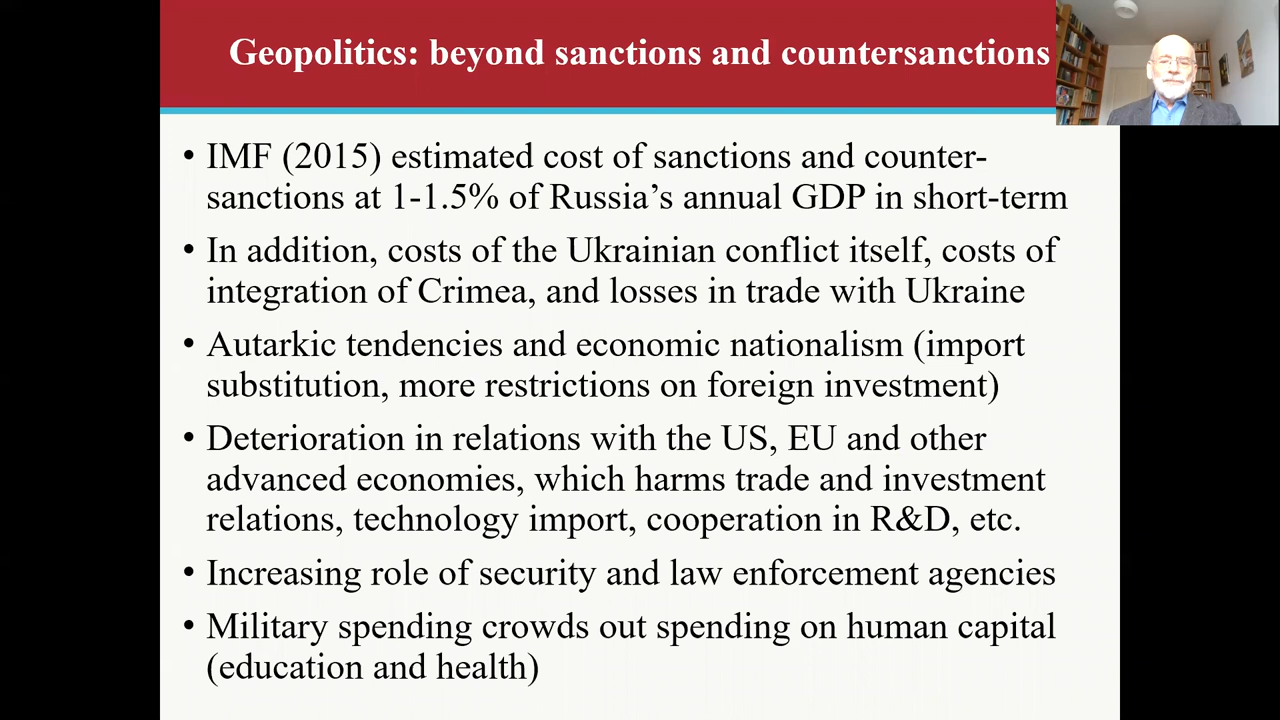 Geopolitics: beyond sanctions and countersanctions
• IMF (2015) estimated cost of sanctions and counter-
sanctions at 1-1.5% of Russia's annual GDP in short-term
• In addition, costs of the Ukrainian conflict itself, costs of
integration of Crimea, and losses in trade with Ukraine
• Autarkic tendencies and economic nationalism (import
substitution, more restrictions on foreign investment)
• Deterioration in relations with the US, EU and other
advanced economies, which harms trade and investment
relations, technology import, cooperation in R&D, etc.
• Increasing role of security and law enforcement agencies
• Military spending crowds out spending on human capital
(education and health)